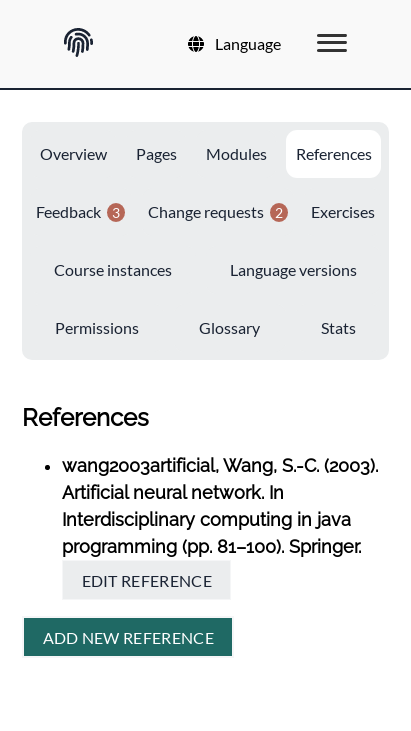 Language
Overview Pages Modules References
Feedback 3 Change requests 2 Exercises
Course instances Language versions
Permissions Glossary Stats
References
wang2003artificial, Wang, S.-C. (2003).
Artificial neural network. In
Interdisciplinary computing in java
programming (pp. 81–100). Springer.
EDIT REFERENCE
ADD NEW REFERENCE